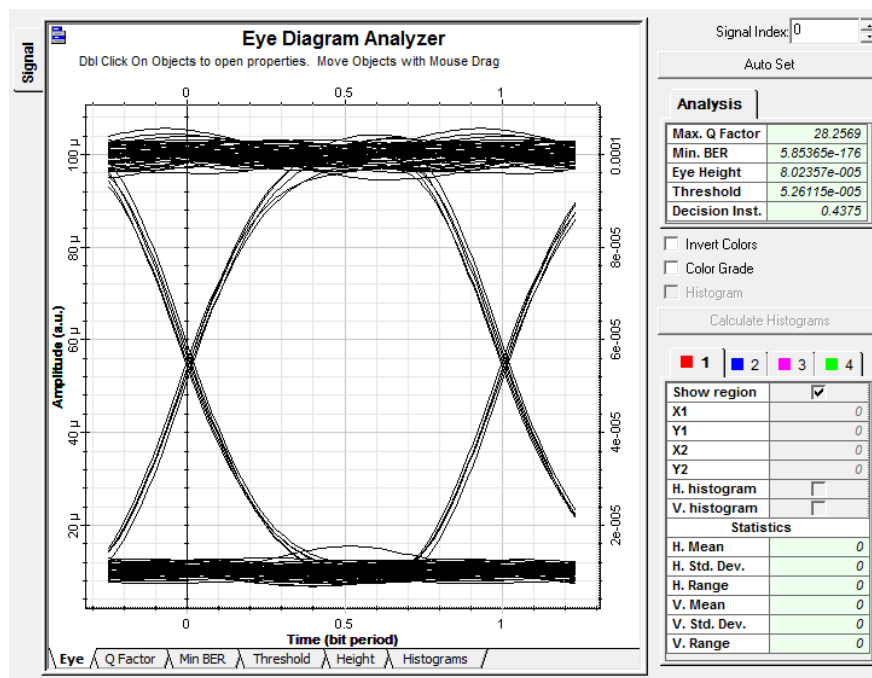 Signal
Eye Diagram Analyzer
Dbl Click On Objects to open properties. Move Objects with Mouse Drag
0 0.5 1
Amplitude (a.u.)
100 µ
80 µ
60 µ
40 µ
20 µ
0.0001
8e-005
6e-005
4e-005
2e-005
0 0.5 1
Time (bit period)
Eye Q Factor Min BER Threshold Height Histograms
Signal Index: 0
Auto Set
Analysis
Max. Q Factor 28.2569
Min. BER 5.85365e-176
Eye Height 8.02357e-005
Threshold 5.26115e-005
Decision Inst. 0.4375
Invert Colors
Color Grade
Histogram
Calculate Histograms
1 2 3 4
Show region
X1 0
Y1 0
X2 0
Y2 0
H. histogram
V. histogram
Statistics
H. Mean 0
H. Std. Dev. 0
H. Range 0
V. Mean 0
V. Std. Dev. 0
V. Range 0